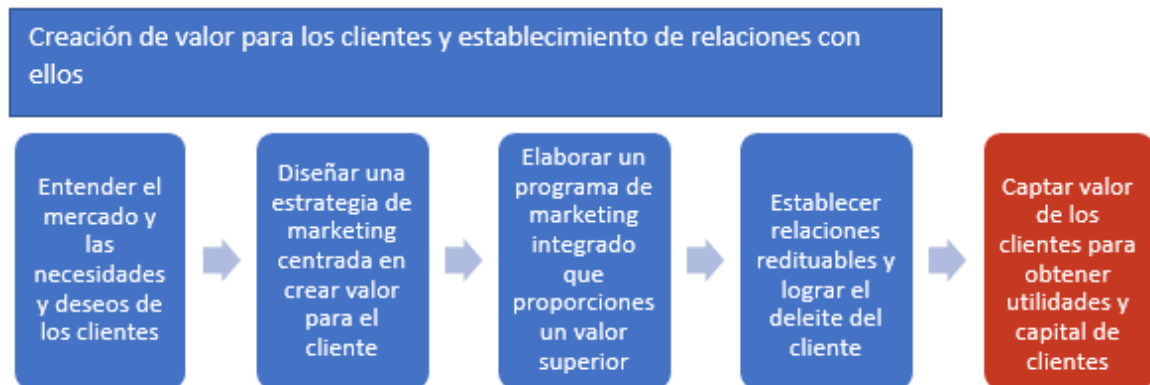 Creación de valor para los clientes y establecimiento de relaciones con
ellos
Entender el
mercado y
las
necesidades
y deseos de
los clientes
Diseñar una
estrategia de
marketing
centrada en
crear valor
para el
cliente
Elaborar un
programa de
marketing
integrado
que
proporciones
un valor
superior
Establecer
relaciones
redituables y
lograr el
deleite del
cliente
Captar valor
de los
clientes para
obtener
utilidades y
capital de
clientes